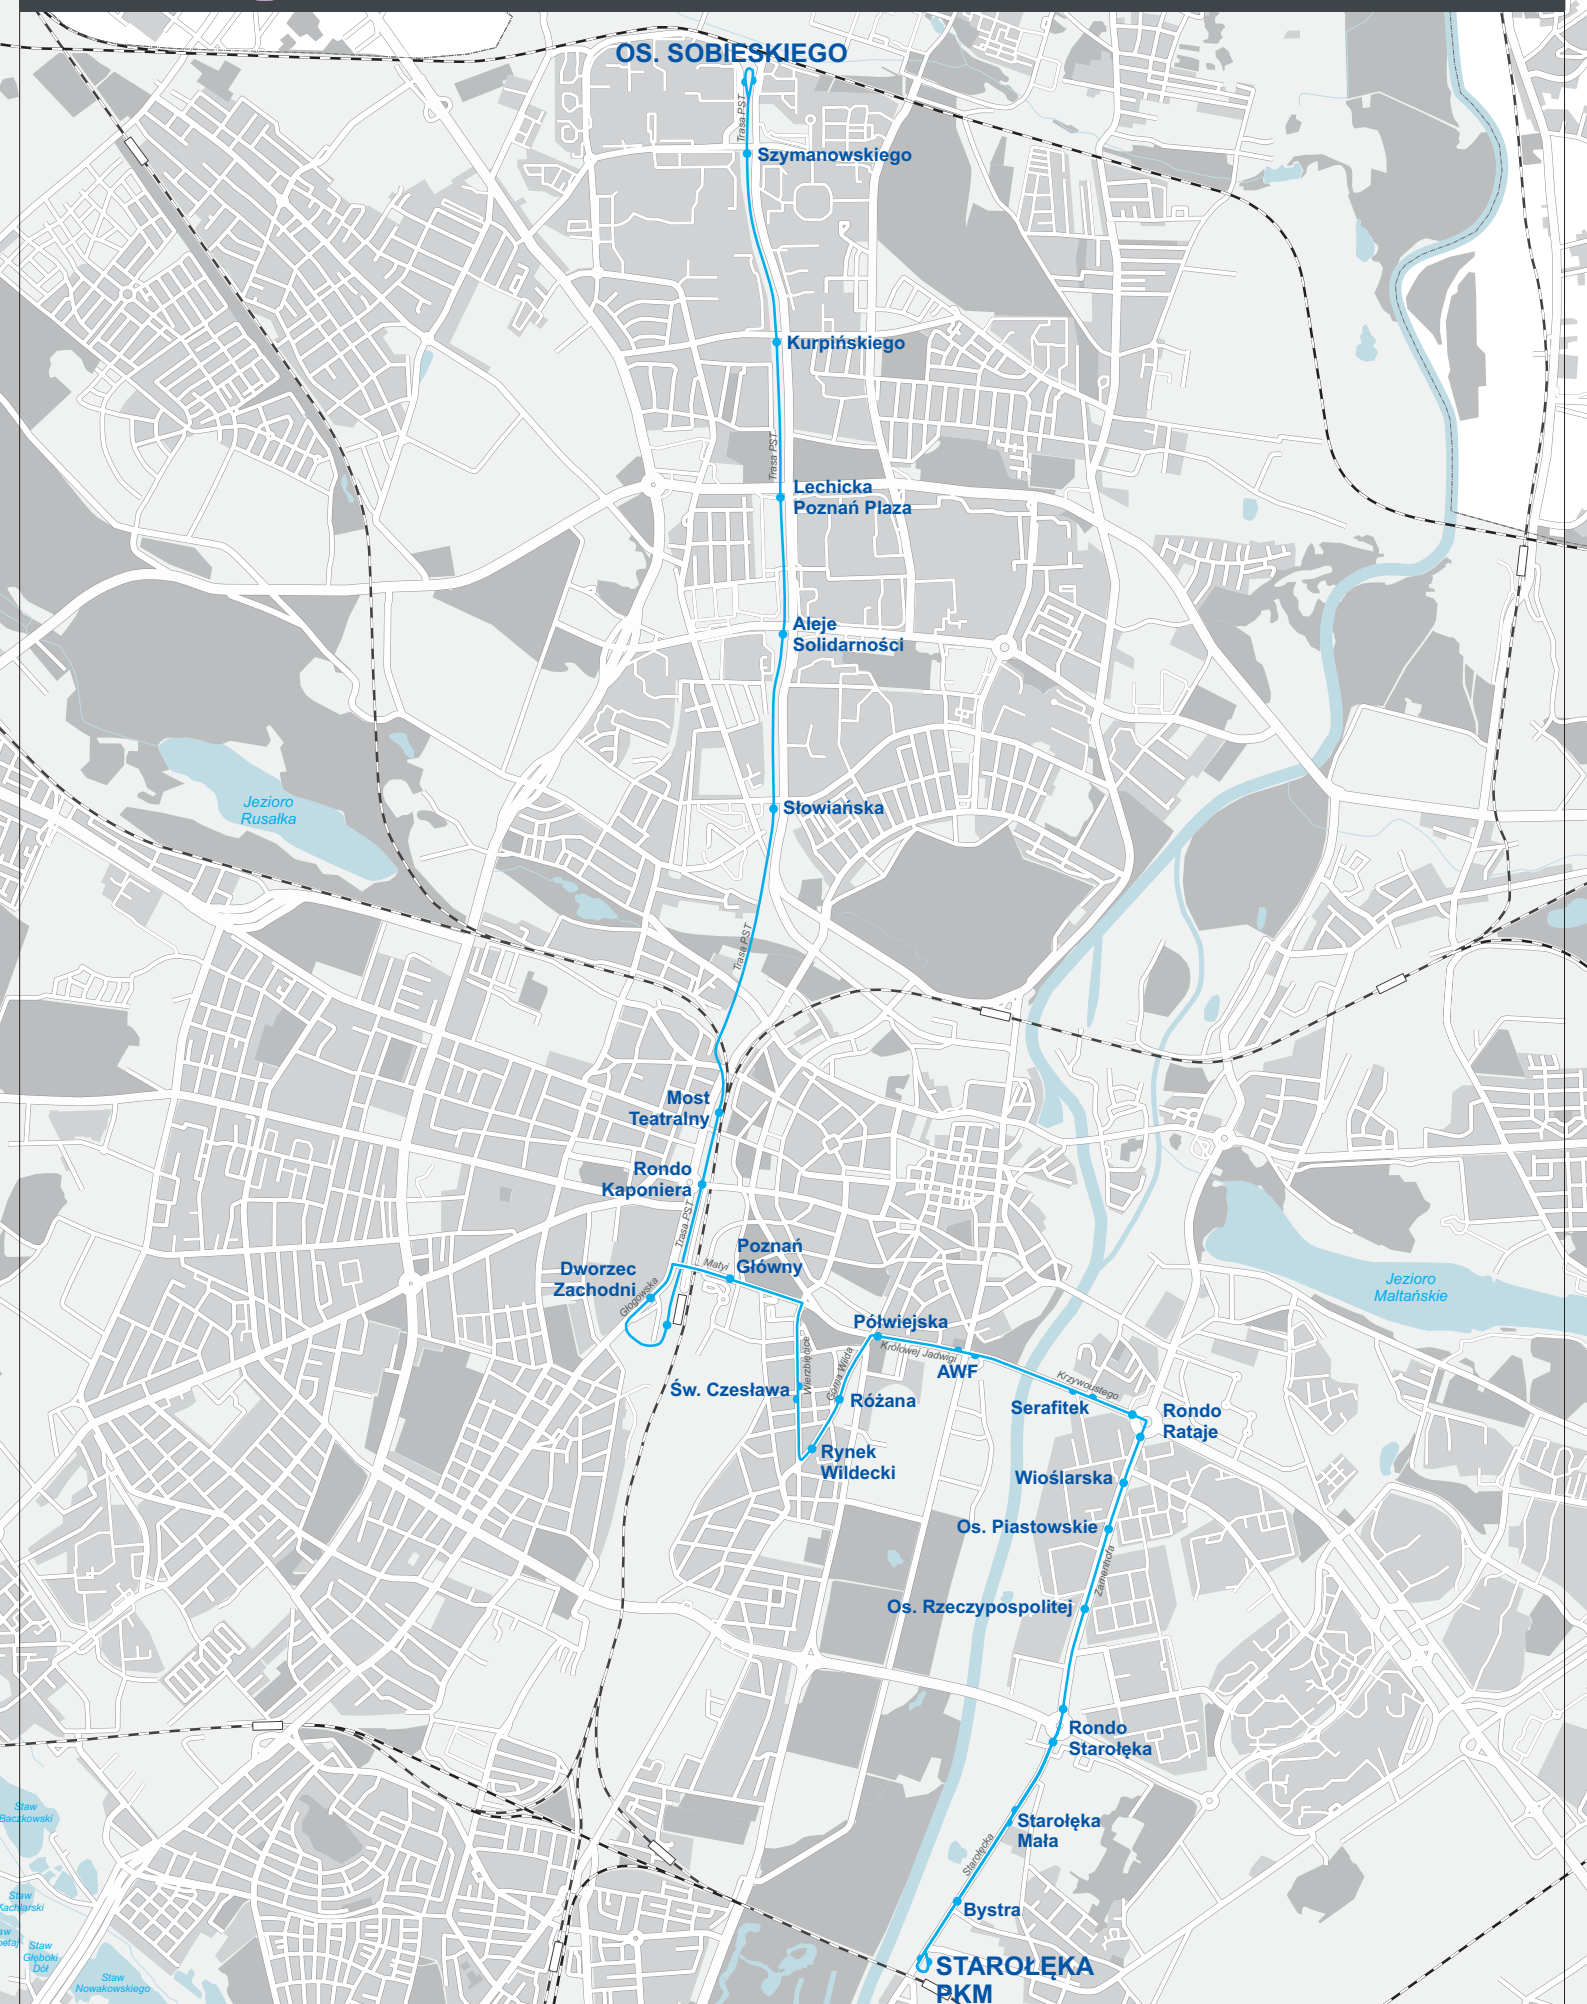 OS. SOBIESKIEGO
Trasa PST
Szymanowskiego
Kurpińskiego
Trasa PST
Lechicka
Poznań Plaza
Aleje
Solidarności
Jezioro
Rusałka
Słowiańska
Trasa PST
Most
Teatralny
Rondo
Kaponiera
Trasa PST
Poznań
Główny
Matyi
Dworzec
Zachodni
Głogowska
Jezioro
Maltańskie
Półwiejska
Królowej Jadwigi
AWF
Wierzbięcice
Górna Wilda
Św. Czesława
Różana
Krzywoustego
Serafitek
Rondo
Rataje
Rynek
Wildecki
Wioślarska
Os. Piastowskie
Zamenhofa
Os. Rzeczypospolitej
Rondo
Starołęka
Staw
Baczkowski
Starołęka
Mała
Starołęcka
Staw
Kachlarski
Bystra
Staw
Głęboki
Dół
STAROŁĘKA
PKM
Staw
Nowakowskiego